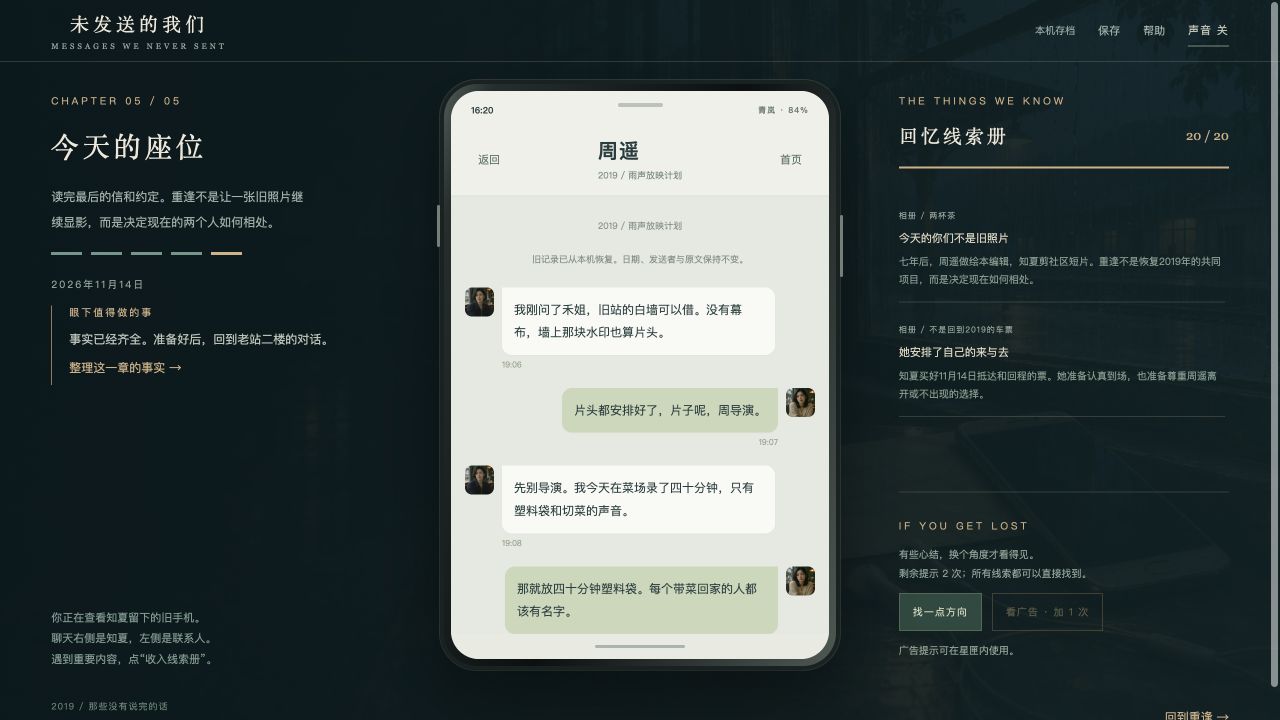 未发送的我们
MESSAGES WE NEVER SENT
本机存档
保存
帮助
声音 关
CHAPTER 05 / 05
今天的座位
读完最后的信和约定。重逢不是让一张旧照片继
续显影，而是决定现在的两个人如何相处。
2026年11月14日
眼下值得做的事
事实已经齐全。准备好后，回到老站二楼的对话。
整理这一章的事实 →
你正在查看知夏留下的旧手机。
聊天右侧是知夏，左侧是联系人。
遇到重要内容，点“收入线索册”。
2019 / 那些没有说完的话
16:20
青岚 · 84%
返回
周遥
2019 / 雨声放映计划
首页
2019 / 雨声放映计划
旧记录已从本机恢复。日期、发送者与原文保持不变。
我刚问了禾姐，旧站的白墙可以借。没有幕
布，墙上那块水印也算片头。
19:06
片头都安排好了，片子呢，周导演。
19:07
先别导演。我今天在菜场录了四十分钟，只有
塑料袋和切菜的声音。
19:08
那就放四十分钟塑料袋。每个带菜回家的人都
该有名字。
THE THINGS WE KNOW
回忆线索册
20 / 20
相册 / 两杯茶
今天的你们不是旧照片
七年后，周遥做绘本编辑，知夏剪社区短片。重逢不是恢复2019年的共同
项目，而是决定现在如何相处。
相册 / 不是回到2019的车票
她安排了自己的来与去
知夏买好11月14日抵达和回程的票。她准备认真到场，也准备尊重周遥离
开或不出现的选择。
IF YOU GET LOST
有些心结，换个角度才看得见。
剩余提示 2 次；所有线索都可以直接找到。
找一点方向
看广告 · 加 1 次
广告提示可在星匣内使用。
回到重逢 →